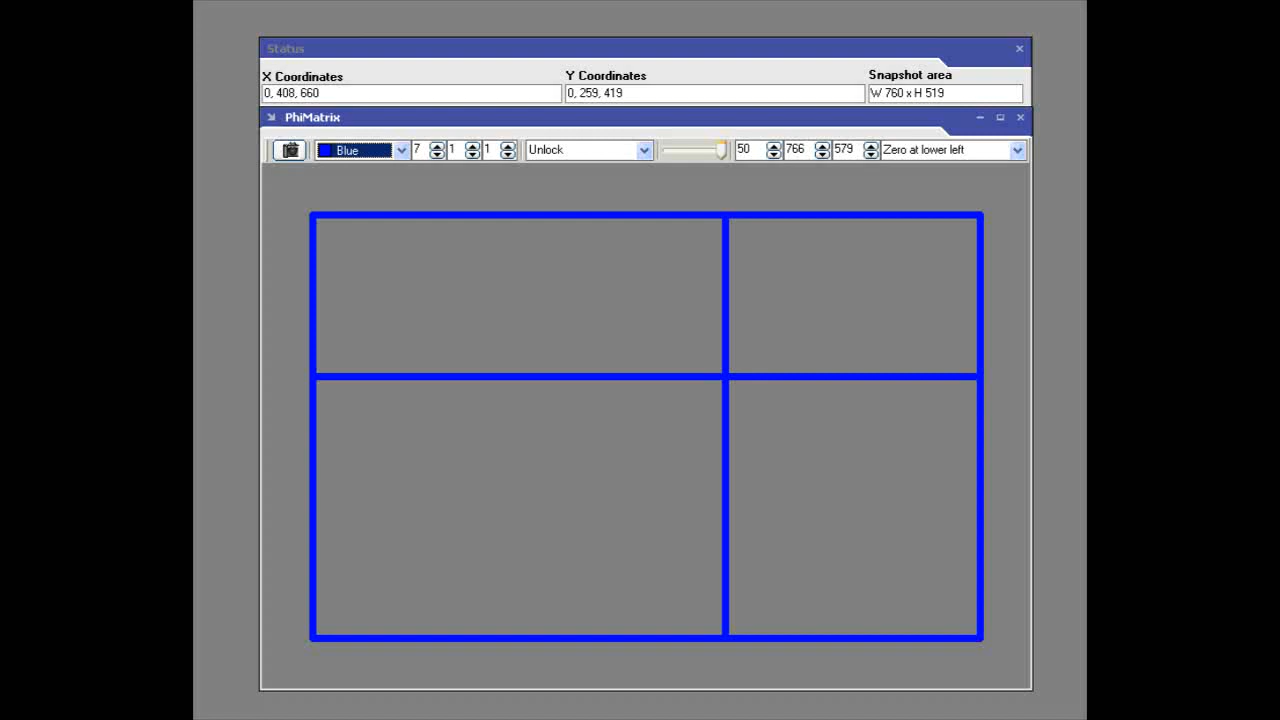 Status
X Coordinates Y Coordinates Snapshot area
0, 408, 660 0, 259, 419 W 760 x H 519
PhiMatrix
Blue 7 1 1 Unlock 50 766 579 Zero at lower left